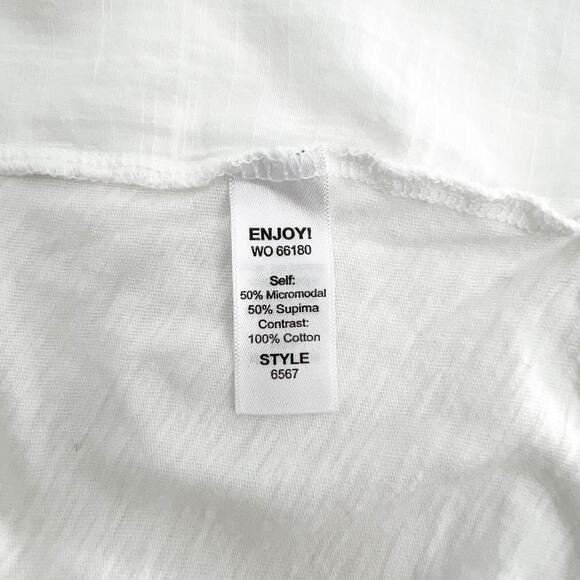 ENJOY!
WO 66180
Self:
50% Micromodal
50% Supima
Contrast:
100% Cotton
STYLE
6567